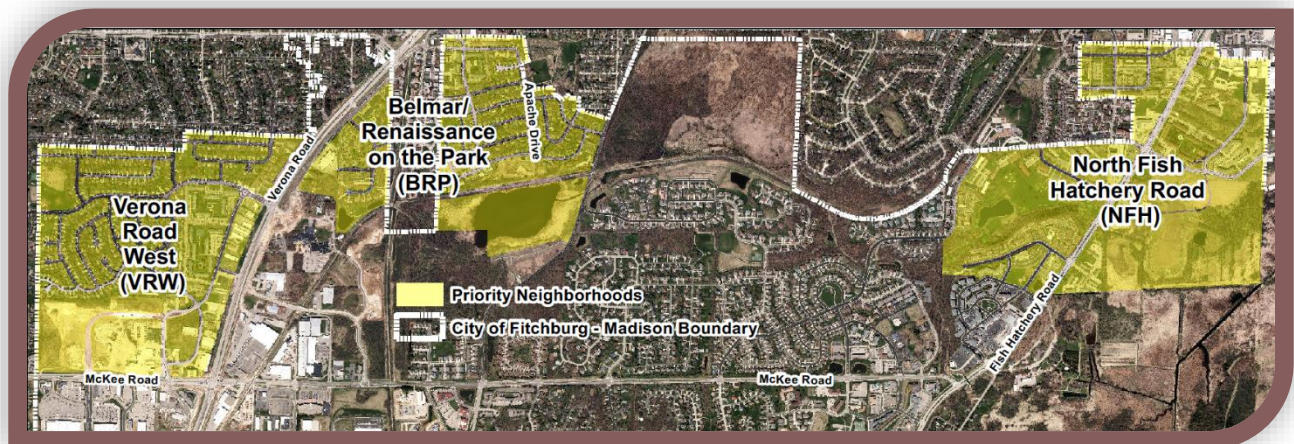 Verona
Road
West
(VRW)
Verona Road
Belmar/
Renaissance
on the Park
(BRP)
Apache Drive
North Fish
Hatchery Road
(NFH)
Fish Hatchery Road
Priority Neighborhoods
City of Fitchburg - Madison Boundary
McKee Road
McKee Road